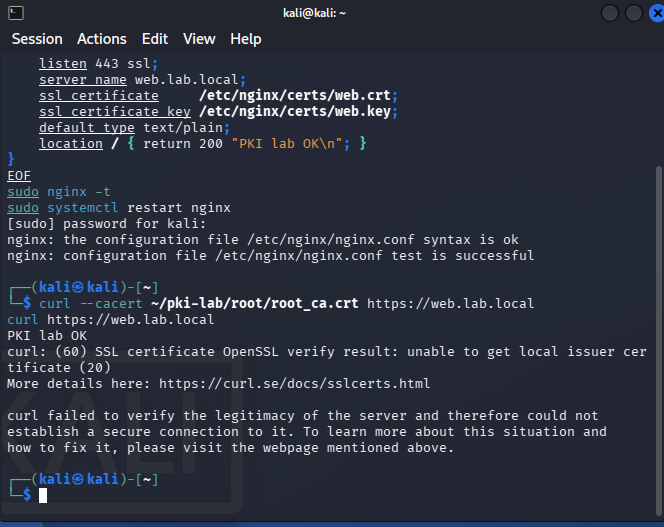 kali@kali: ~
Session Actions Edit View Help
listen 443 ssl;
server_name web.lab.local;
ssl_certificate /etc/nginx/certs/web.crt;
ssl_certificate_key /etc/nginx/certs/web.key;
default_type text/plain;
location / { return 200 "PKI lab OK\n"; }
}
EOF
sudo nginx -t
sudo systemctl restart nginx
[sudo] password for kali:
nginx: the configuration file /etc/nginx/nginx.conf syntax is ok
nginx: configuration file /etc/nginx/nginx.conf test is successful
┌──(kali㉿kali)-[~]
└─$ curl --cacert ~/pki-lab/root/root_ca.crt https://web.lab.local
curl https://web.lab.local
PKI lab OK
curl: (60) SSL certificate OpenSSL verify result: unable to get local issuer cer
tificate (20)
More details here: https://curl.se/docs/sslcerts.html
curl failed to verify the legitimacy of the server and therefore could not
establish a secure connection to it. To learn more about this situation and
how to fix it, please visit the webpage mentioned above.
┌──(kali㉿kali)-[~]
└─$
KALI